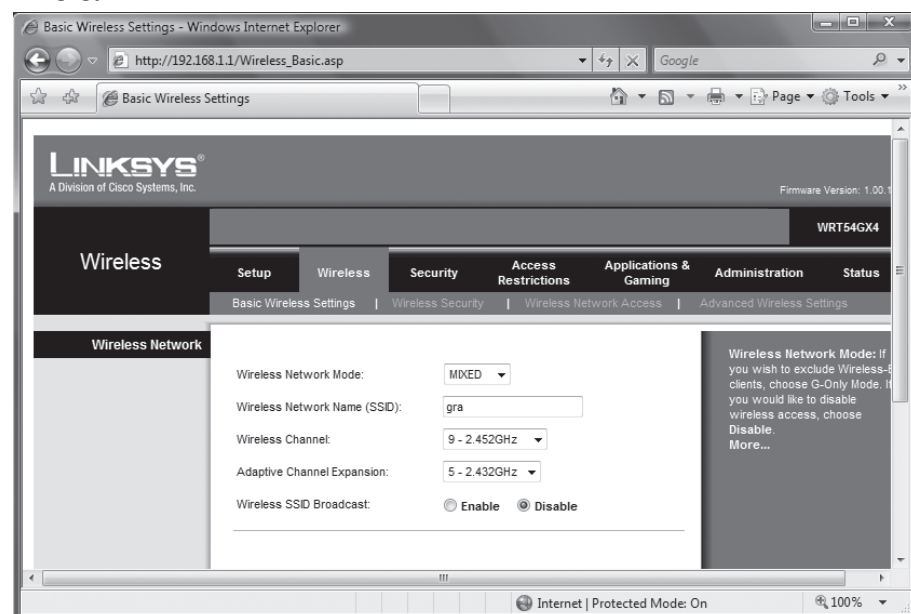 Basic Wireless Settings - Windows Internet Explorer
http://192.168.1.1/Wireless_Basic.asp
Google
Basic Wireless Settings
Page
Tools
LINKSYS®
A Division of Cisco Systems, Inc.
Firmware Version: 1.00.1
WRT54GX4
Wireless
Setup
Wireless
Security
Access Restrictions
Applications & Gaming
Administration
Status
Basic Wireless Settings | Wireless Security | Wireless Network Access | Advanced Wireless Settings
Wireless Network
Wireless Network Mode: MIXED
Wireless Network Name (SSID): gra
Wireless Channel: 9 - 2.452GHz
Adaptive Channel Expansion: 5 - 2.432GHz
Wireless SSID Broadcast: Enable Disable
Wireless Network Mode: If
you wish to exclude Wireless-
clients, choose G-Only Mode. If
you would like to disable
wireless access, choose
Disable.
More...
Internet | Protected Mode: On
100%